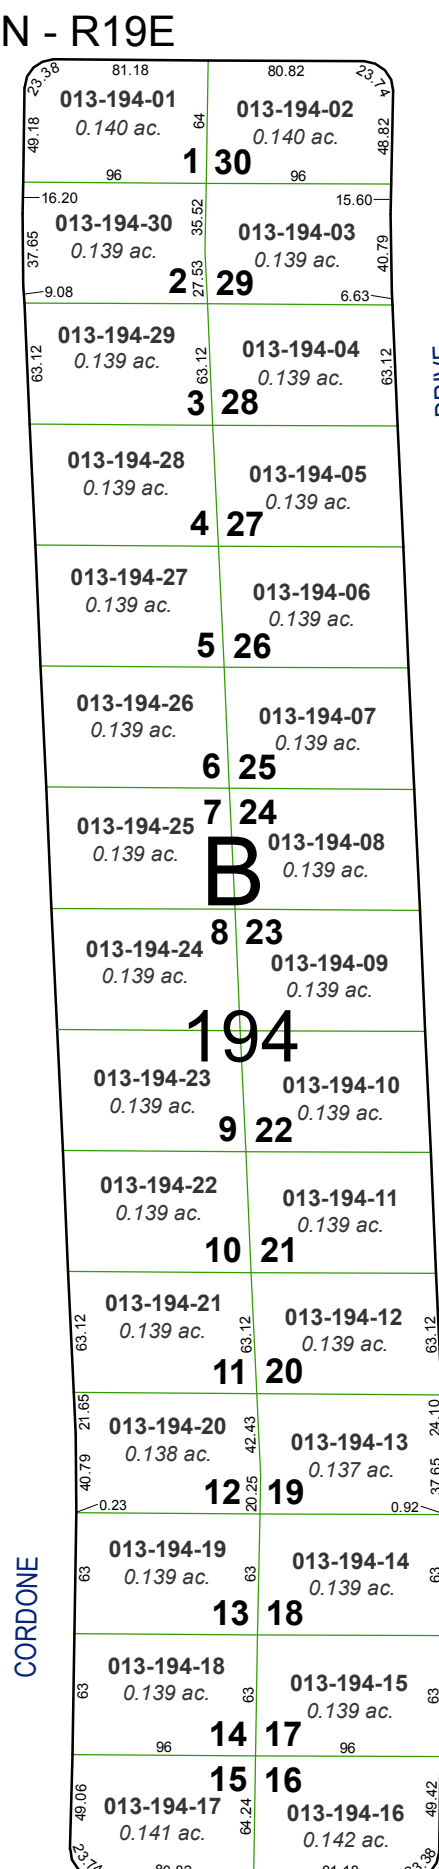 N - R19E
23.38 81.18 80.82 23.74
013-194-01 013-194-02
0.140 ac. 0.140 ac.
49.18 64 48.82
1 30
96 96
16.20 15.60
013-194-30 013-194-03
0.139 ac. 0.139 ac.
37.65 35.52 40.79
2 27.53 29
9.08 6.63
013-194-29 013-194-04
0.139 ac. 0.139 ac.
63.12 63.12 63.12
3 28
013-194-28 013-194-05
0.139 ac. 0.139 ac.
4 27
013-194-27 013-194-06
0.139 ac. 0.139 ac.
5 26
013-194-26 013-194-07
0.139 ac. 0.139 ac.
6 25
7 24
013-194-25 013-194-08
0.139 ac. 0.139 ac.
B
8 23
013-194-24 013-194-09
0.139 ac. 0.139 ac.
194
013-194-23 013-194-10
0.139 ac. 0.139 ac.
9 22
013-194-22 013-194-11
0.139 ac. 0.139 ac.
10 21
013-194-21 013-194-12
0.139 ac. 0.139 ac.
63.12 63.12 63.12
11 20
21.65 42.43 24.10
013-194-20 013-194-13
0.138 ac. 0.137 ac.
40.79 20.25 37.65
12 19
0.23 0.92
013-194-19 013-194-14
0.139 ac. 0.139 ac.
63 63 63
13 18
CORDONE
013-194-18 013-194-15
0.139 ac. 0.139 ac.
63 63 63
14 17
96 96
15 16
49.06 64.24 49.42
013-194-17 013-194-16
0.141 ac. 0.142 ac.